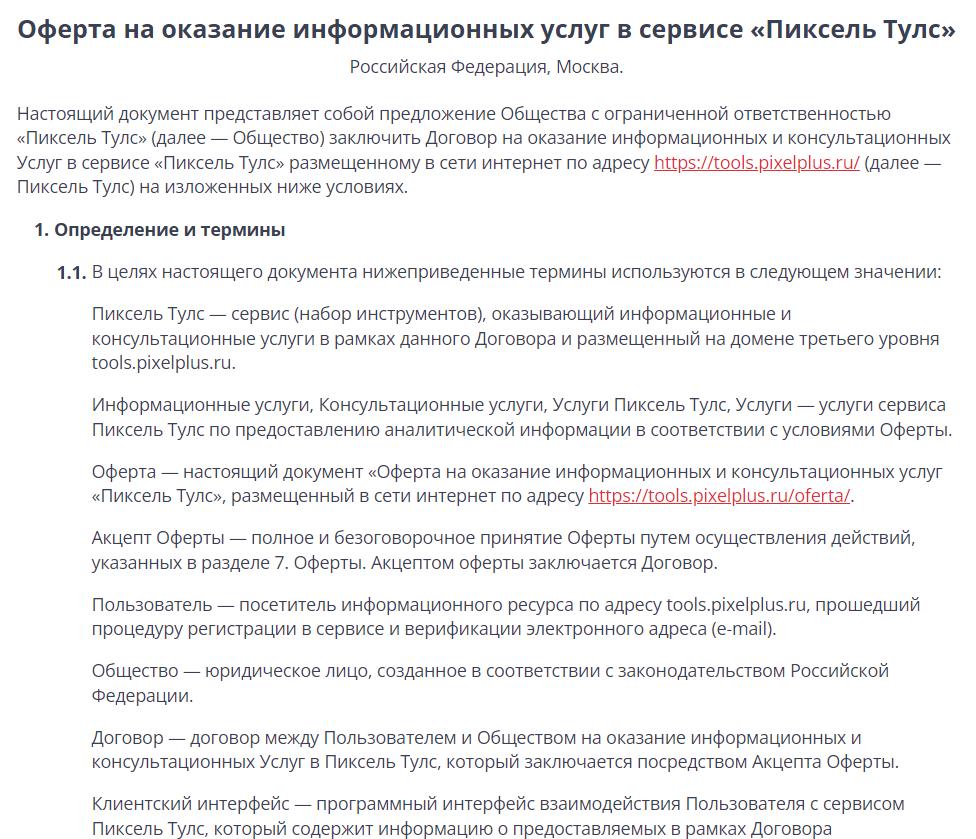 Оферта на оказание информационных услуг в сервисе «Пиксель Тулс»
Российская Федерация, Москва.
Настоящий документ представляет собой предложение Общества с ограниченной ответственностью
«Пиксель Тулс» (далее — Общество) заключить Договор на оказание информационных и консультационных
Услуг в сервисе «Пиксель Тулс» размещенному в сети интернет по адресу https://tools.pixelplus.ru/ (далее —
Пиксель Тулс) на изложенных ниже условиях.
1. Определение и термины
1.1. В целях настоящего документа нижеприведенные термины используются в следующем значении:
Пиксель Тулс — сервис (набор инструментов), оказывающий информационные и
консультационные услуги в рамках данного Договора и размещенный на домене третьего уровня
tools.pixelplus.ru.
Информационные услуги, Консультационные услуги, Услуги Пиксель Тулс, Услуги — услуги сервиса
Пиксель Тулс по предоставлению аналитической информации в соответствии с условиями Оферты.
Оферта — настоящий документ «Оферта на оказание информационных и консультационных услуг
«Пиксель Тулс», размещенный в сети интернет по адресу https://tools.pixelplus.ru/oferta/.
Акцепт Оферты — полное и безоговорочное принятие Оферты путем осуществления действий,
указанных в разделе 7. Оферты. Акцептом оферты заключается Договор.
Пользователь — посетитель информационного ресурса по адресу tools.pixelplus.ru, прошедший
процедуру регистрации в сервисе и верификации электронного адреса (e-mail).
Общество — юридическое лицо, созданное в соответствии с законодательством Российской
Федерации.
Договор — договор между Пользователем и Обществом на оказание информационных и
консультационных Услуг в Пиксель Тулс, который заключается посредством Акцепта Оферты.
Клиентский интерфейс — программный интерфейс взаимодействия Пользователя с сервисом
Пиксель Тулс, который содержит информацию о предоставляемых в рамках Договора